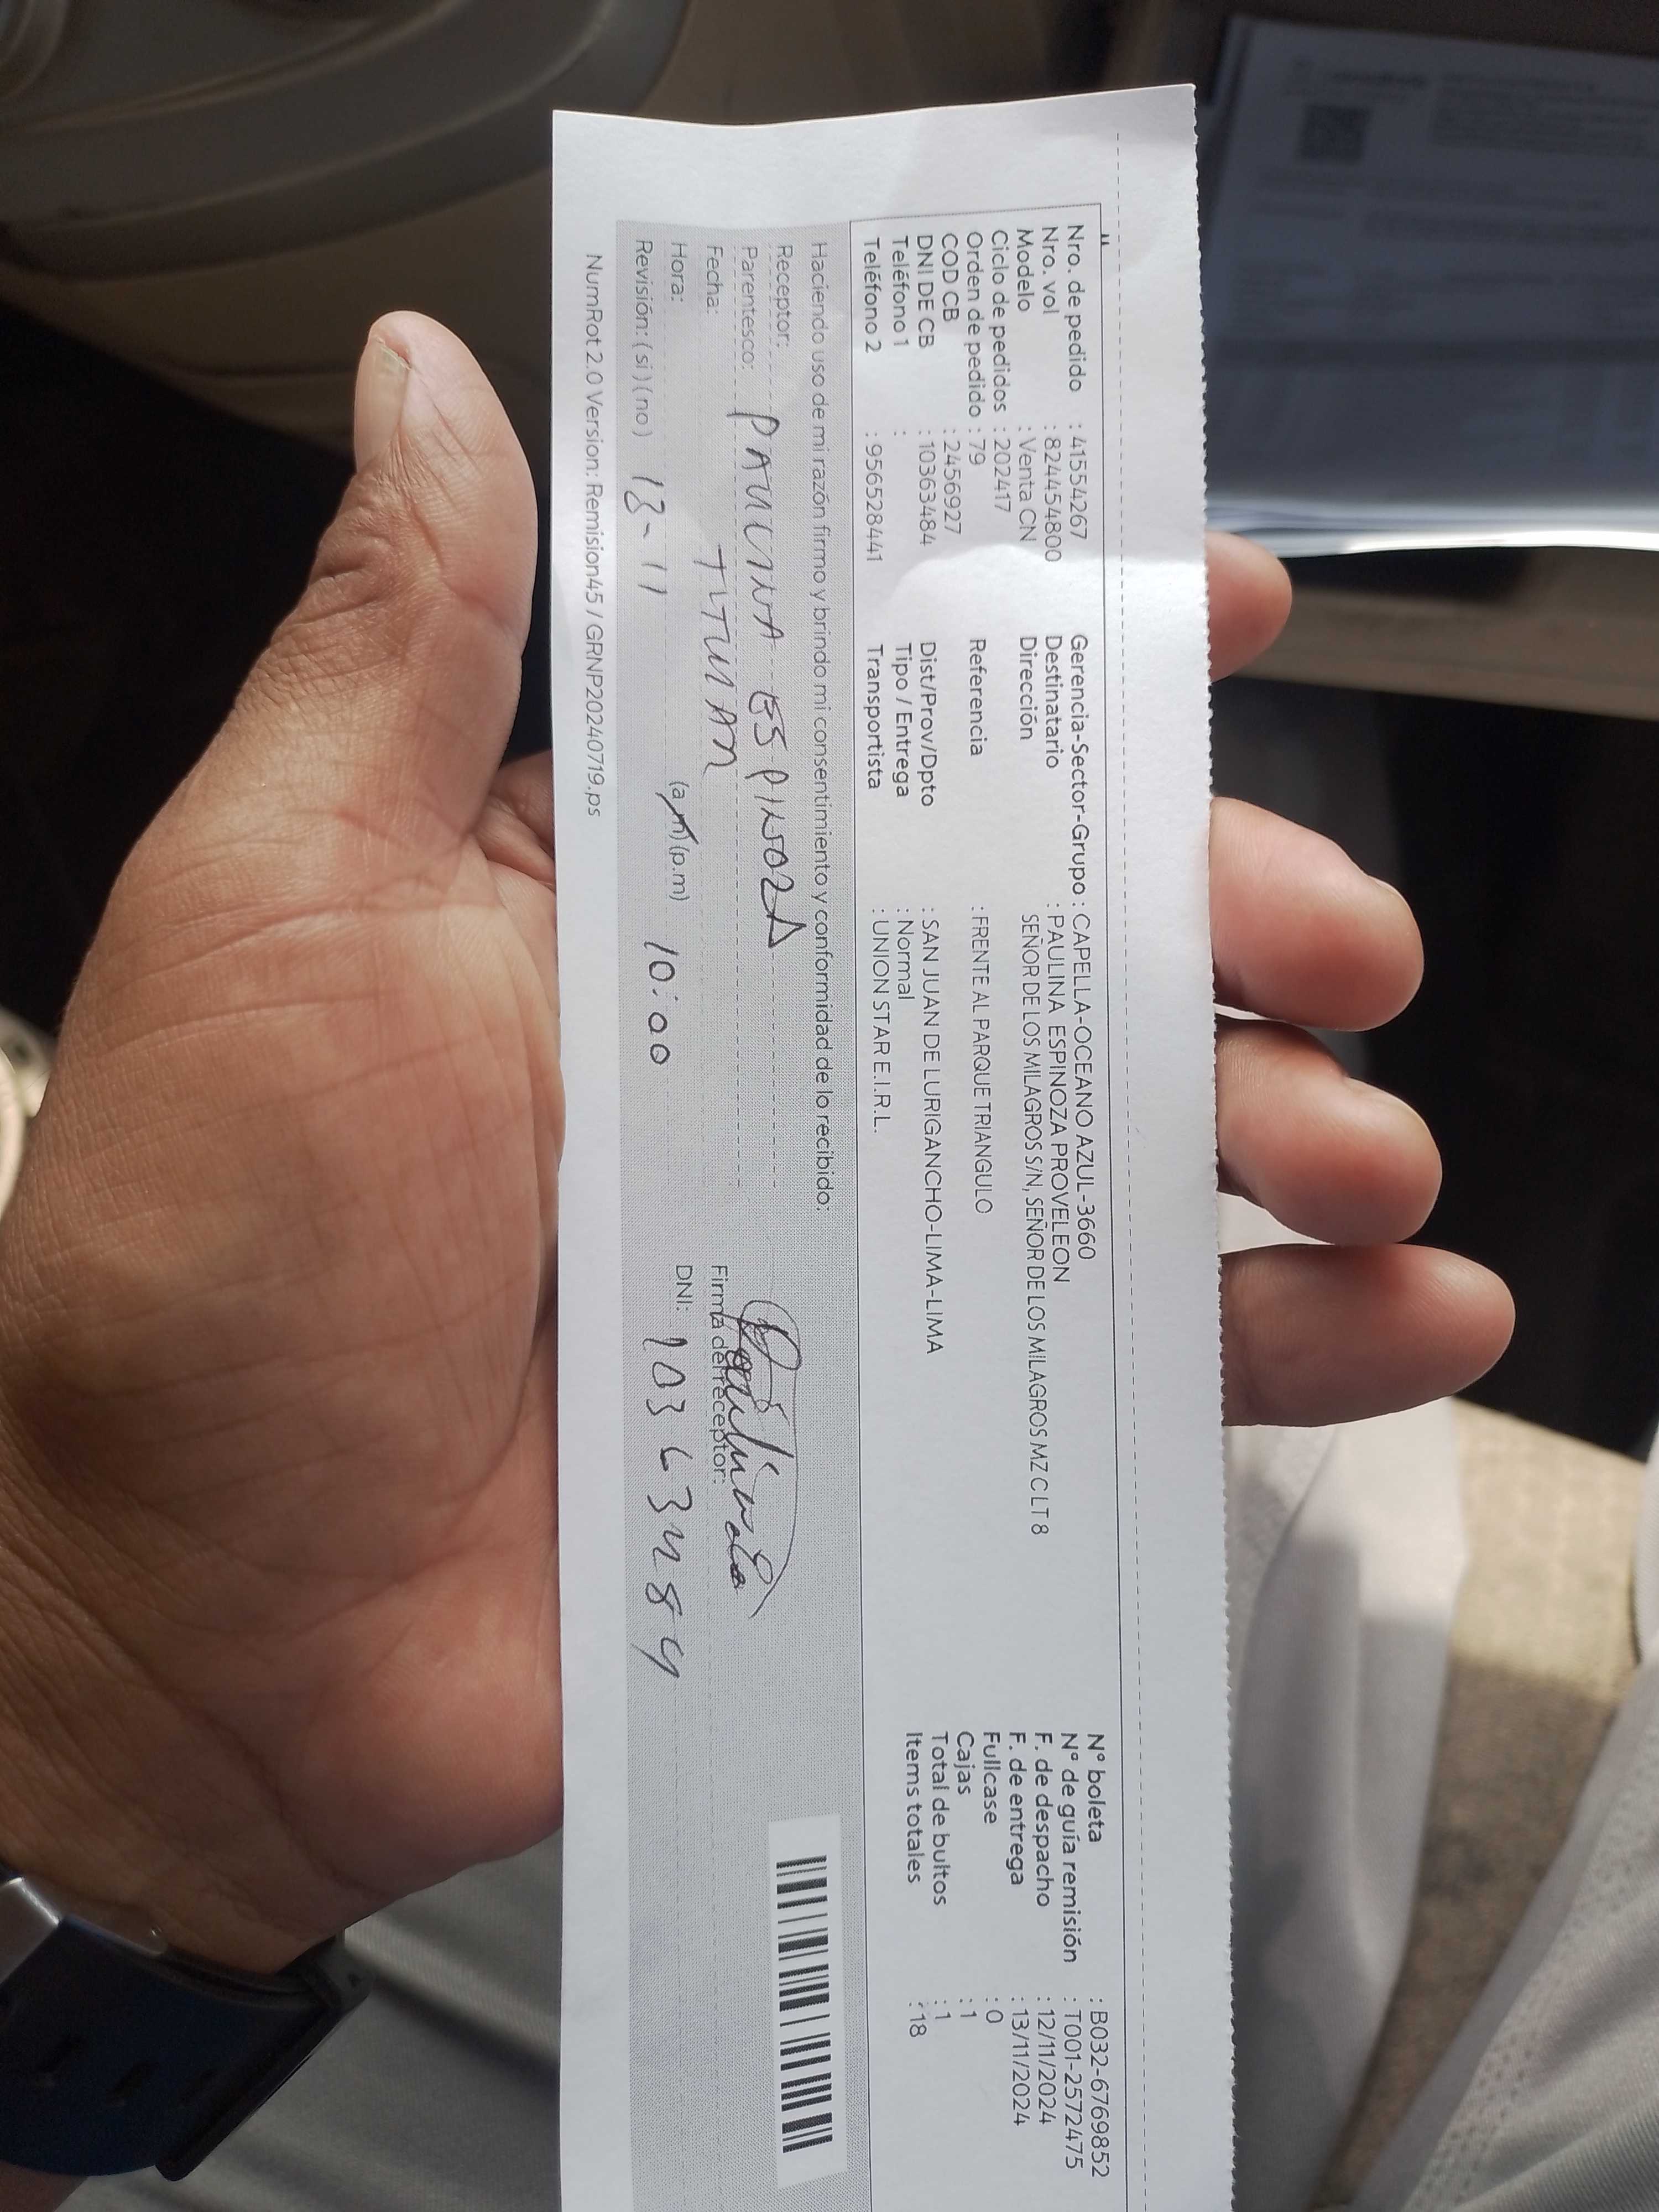 Nro. de pedido : 41554267
Nro. vol : 824454800
Modelo : Venta CN
Ciclo de pedidos : 202417
Orden de pedido : 79
COD CB : 2456927
DNI DE CB : 10363484
Teléfono 1 :
Teléfono 2 : 956528441
Gerencia-Sector-Grupo : CAPELLA-OCEANO AZUL-3660
Destinatario : PAULINA ESPINOZA PROVELEON
Dirección SEÑOR DE LOS MILAGROS S/N, SEÑOR DE LOS MILAGROS MZ C LT 8
Referencia : FRENTE AL PARQUE TRIANGULO
Dist/Prov/Dpto : SAN JUAN DE LURIGANCHO-LIMA-LIMA
Tipo / Entrega : Normal
Transportista : UNION STAR E.I.R.L.
N° boleta : B032-6769852
N° de guía remisión : T001-2572475
F. de despacho : 12/11/2024
F. de entrega : 13/11/2024
Fullcase : 0
Cajas : 1
Total de bultos : 1
Items totales : 18
Haciendo uso de mi razón firmo y brindo mi consentimiento y conformidad de lo recibido:
Receptor: PAULINA ESPINOZA
Parentesco: TITULAR
Fecha:
Hora: (a.m) (p.m) 10:00
Revisión: ( si ) ( no ) 13-11
Paulina
Firma del receptor:
DNI: 10363484
NumRot 2.0 Version: Remision45 / GRNP20240719.ps